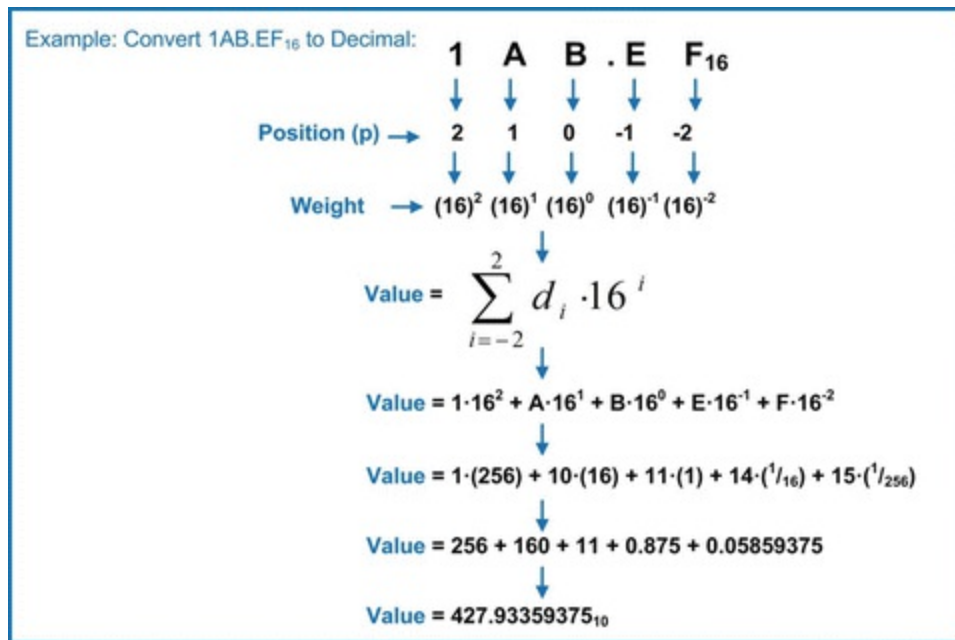 Example: Convert 1AB.EF₁₆ to Decimal:
1 A B . E F₁₆
Position (p) → 2 1 0 -1 -2
Weight → (16)² (16)¹ (16)⁰ (16)⁻¹ (16)⁻²
Value = ∑ᵢ₌₋₂² dᵢ ·16ⁱ
Value = 1·16² + A·16¹ + B·16⁰ + E·16⁻¹ + F·16⁻²
Value = 1·(256) + 10·(16) + 11·(1) + 14·(¹/₁₆) + 15·(¹/₂₅₆)
Value = 256 + 160 + 11 + 0.875 + 0.05859375
Value = 427.93359375₁₀